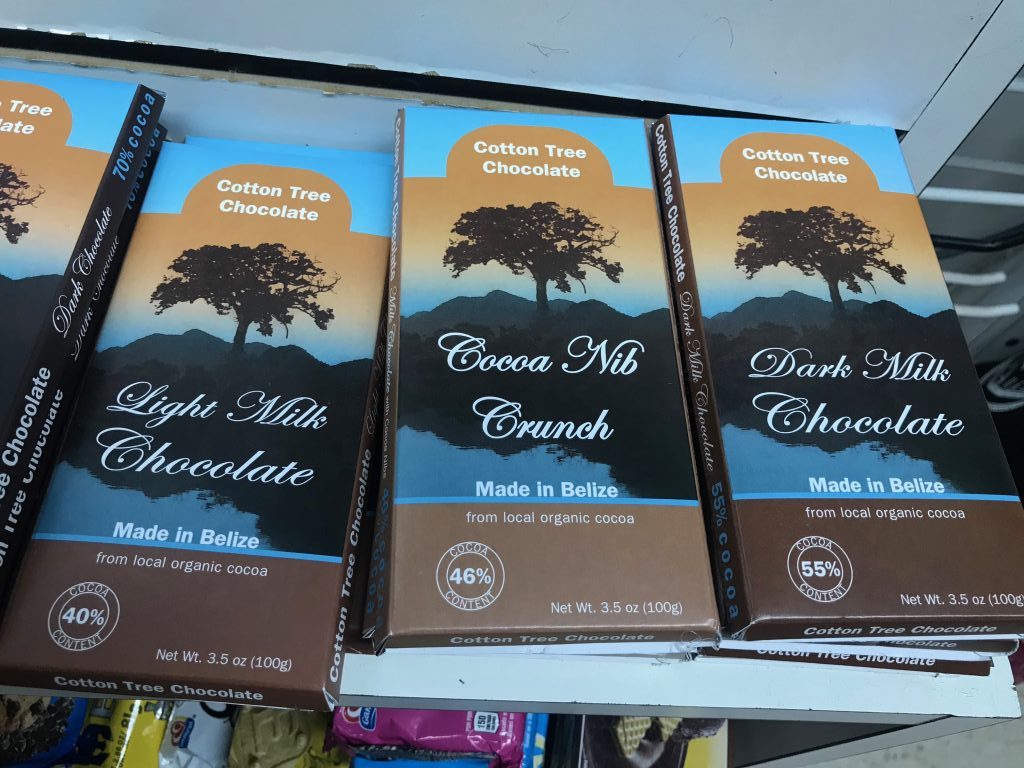 Tree
70% cocoa
Dark Chocolate
Cotton Tree
Chocolate
Light Milk
Chocolate
Made in Belize
from local organic cocoa
COCOA
40%
CONTENT
Net Wt. 3.5 oz (100g)
Cotton Tree Chocolate
Cotton Tree Chocolate
Cotton Tree
Chocolate
Cocoa Nib
Crunch
Made in Belize
from local organic cocoa
COCOA
46%
CONTENT
Net Wt. 3.5 oz (100g)
Cotton Tree Chocolate
Cotton Tree Chocolate
Dark Milk Chocolate
55% cocoa
Cotton Tree
Chocolate
Dark Milk
Chocolate
Made in Belize
from local organic cocoa
COCOA
55%
CONTENT
Net Wt. 3.5 oz (100g)
Cotton Tree Chocolate
Cotton Tree Chocolate